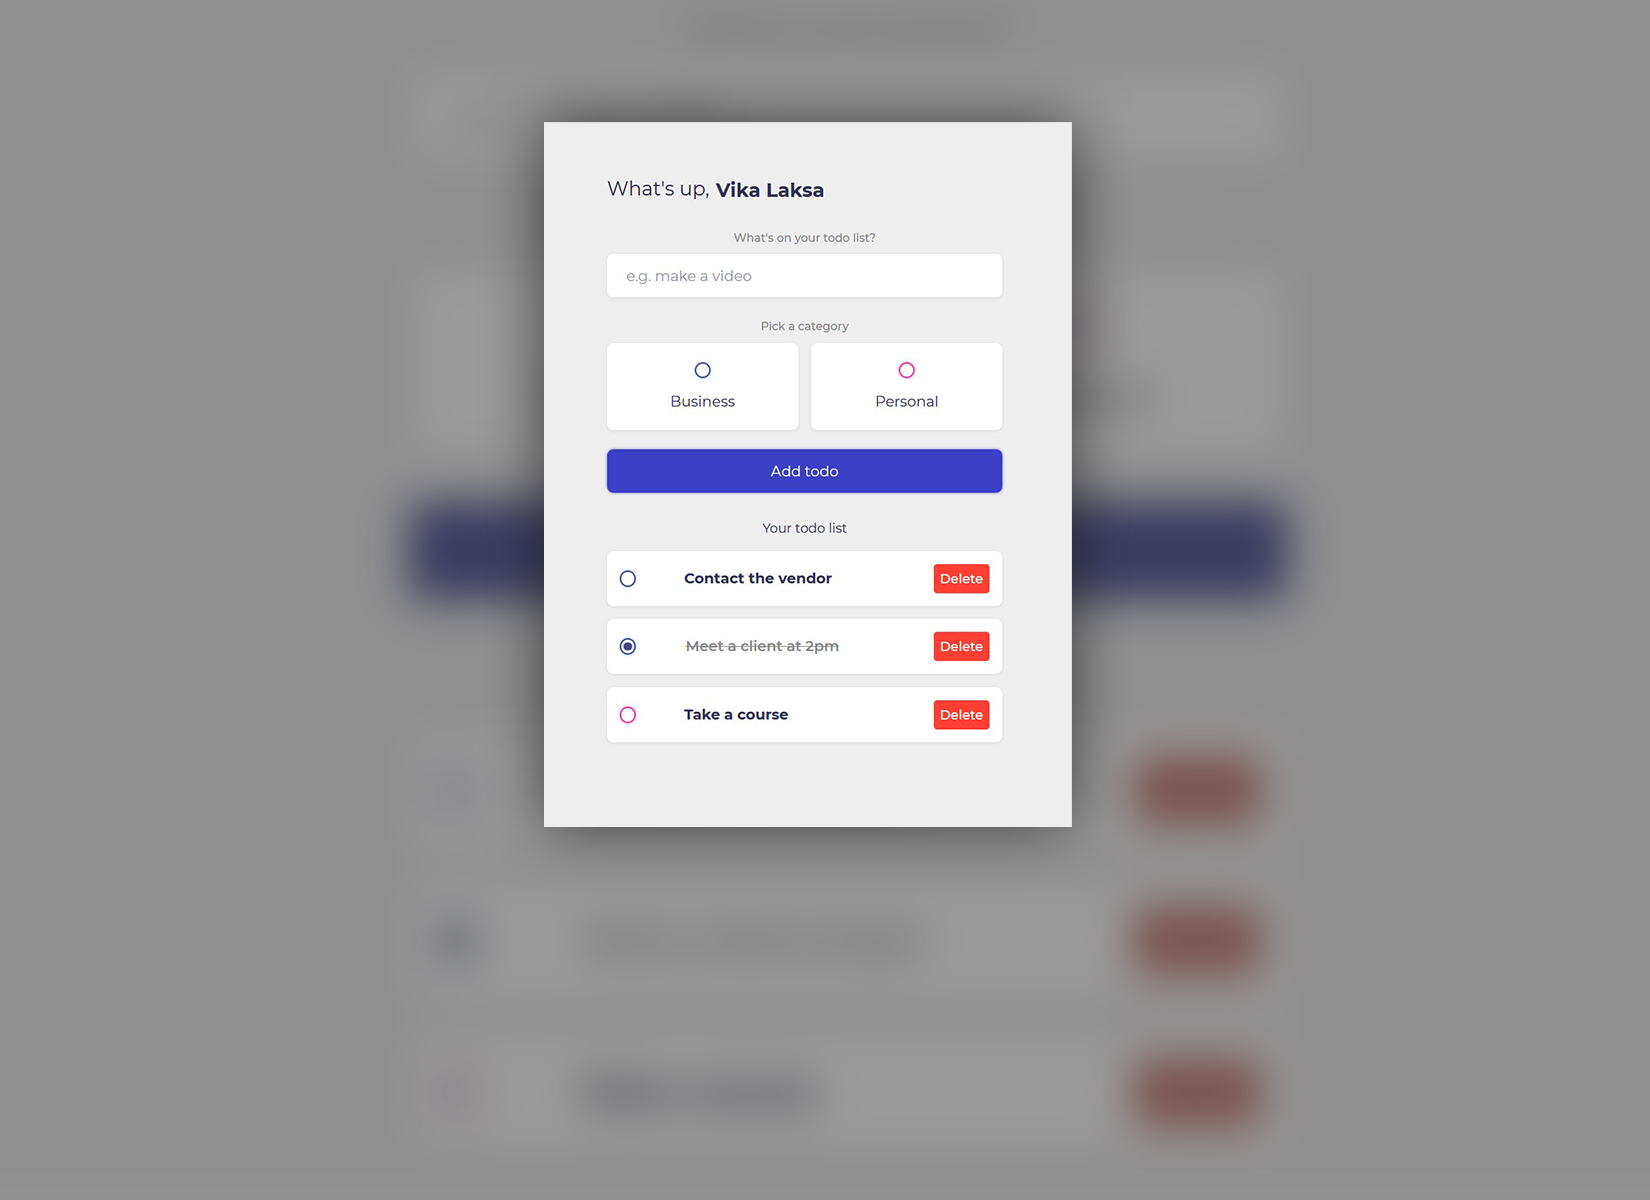 What's up, Vika Laksa
What's on your todo list?
e.g. make a video
Pick a category
Business
Personal
Add todo
Your todo list
Contact the vendor
Delete
Meet a client at 2pm
Delete
Take a course
Delete